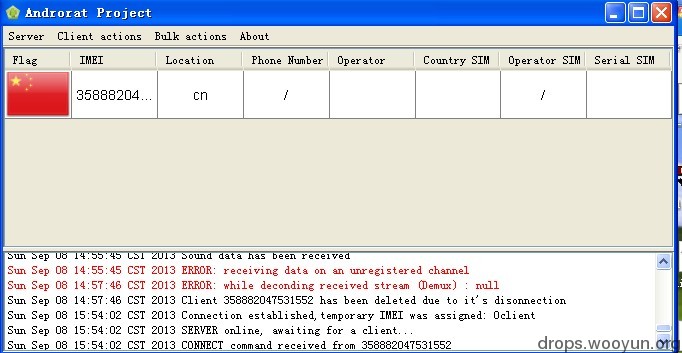 Androrat Project
Server Client actions Bulk actions About
Flag IMEI Location Phone Number Operator Country SIM Operator SIM Serial SIM
35888204... cn / /
Sun Sep 08 14:55:45 CST 2013 Sound data has been received
Sun Sep 08 14:55:45 CST 2013 ERROR: receiving data on an unregistered channel
Sun Sep 08 14:57:46 CST 2013 ERROR: while deconding received stream (Demux) : null
Sun Sep 08 14:57:46 CST 2013 Client 358882047531552 has been deleted due to it's disonnection
Sun Sep 08 15:54:02 CST 2013 Connection established,temporary IMEI was assigned: 0client
Sun Sep 08 15:54:02 CST 2013 SERVER online, awaiting for a client...
Sun Sep 08 15:54:02 CST 2013 CONNECT command received from 358882047531552
drops.wooyun.org